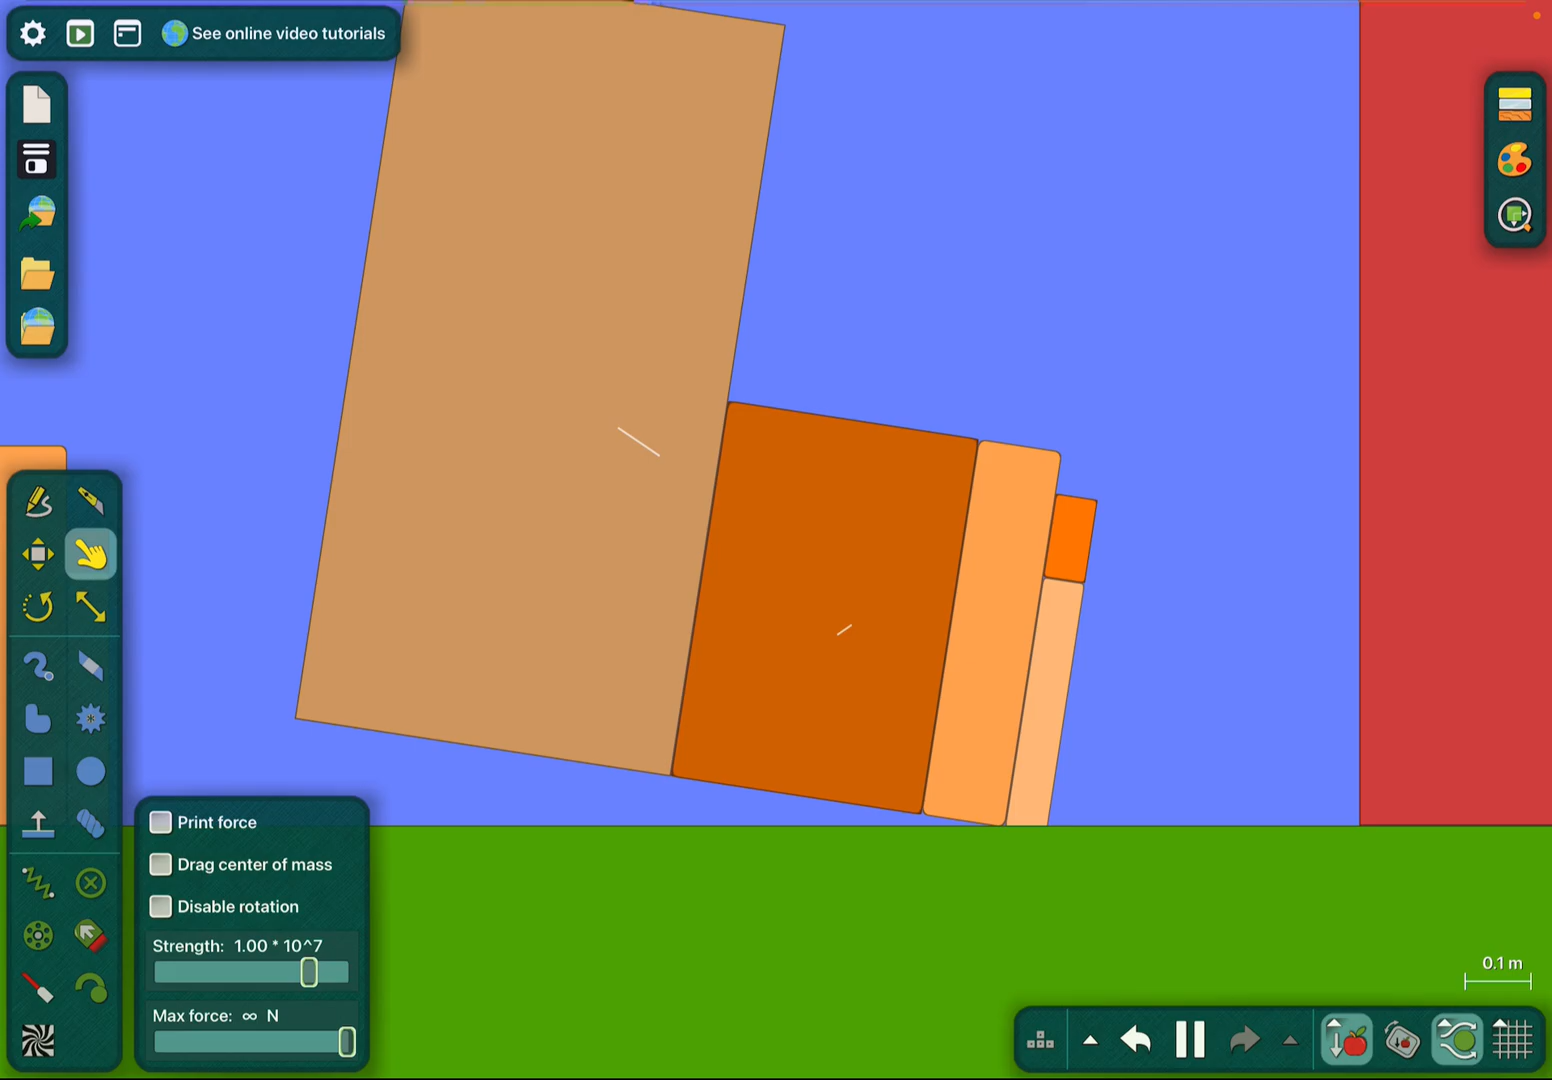 See online video tutorials
Print force
Drag center of mass
Disable rotation
Strength: 1.00 * 10^7
Max force: ∞ N
0.1 m